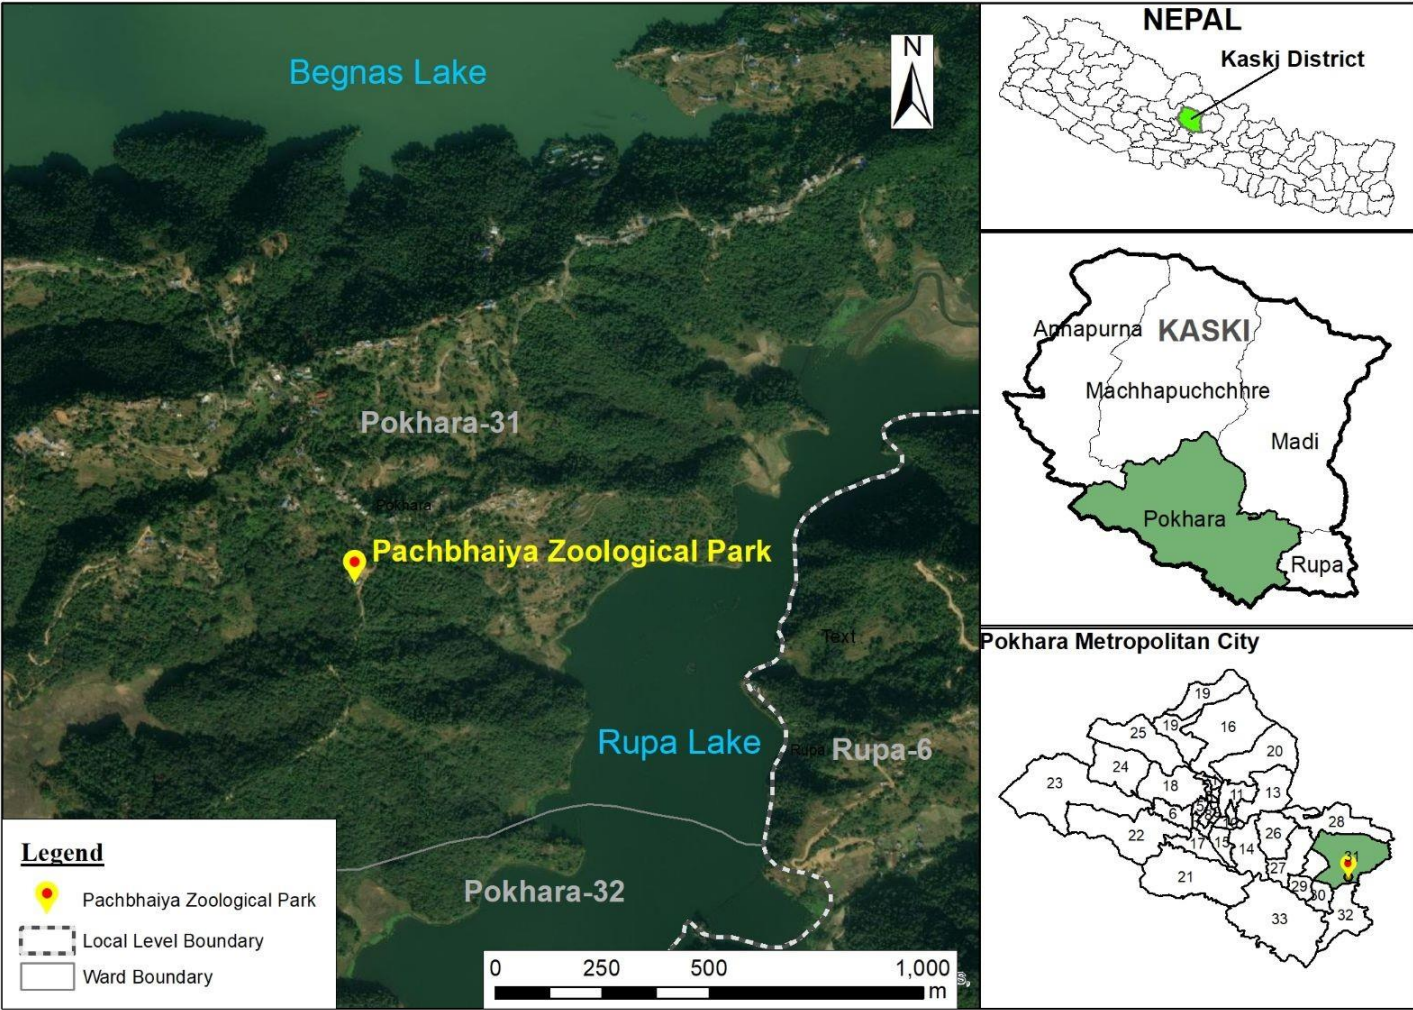 Begnas Lake
N
Pokhara-31
Pokhara
Pachbhaiya Zoological Park
Text
Rupa Lake
Rupa
Rupa-6
Pokhara-32
Legend
Pachbhaiya Zoological Park
Local Level Boundary
Ward Boundary
0 250 500 1,000
m
NEPAL
Kaski District
Annapurna
KASKI
Machhapuchchhre
Madi
Pokhara
Rupa
Pokhara Metropolitan City
19
19
16
25
20
24
23
18
11
13
6
5
28
22
17
15
14
26
31
27
21
29
30
32
33